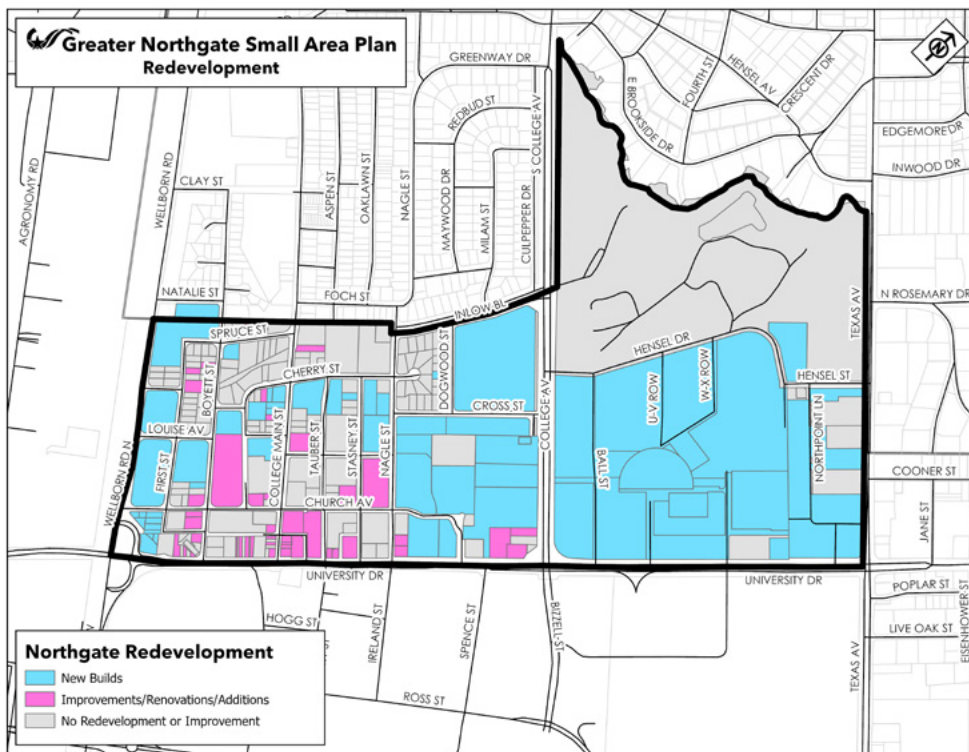 Greater Northgate Small Area Plan
Redevelopment
N
GREENWAY DR
HENSEL AV
CRESCENT DR
FOURTH ST
E BROOKSIDE DR
REDBUD ST
S COLLEGE AV
EDGEMORE DR
INWOOD DR
AGRONOMY RD
WELLBORN RD
CLAY ST
ASPEN ST
OAKLAWN ST
NAGLE ST
MAYWOOD DR
MILAM ST
CULPEPPER DR
NATALIE ST
FOCH ST
INLOW BL
TEXAS AV
N ROSEMARY DR
SPRUCE ST
BOYETT ST
CHERRY ST
DOGWOOD ST
HENSEL DR
U-V ROW
W-X ROW
HENSEL ST
CROSS ST
COLLEGE AV
LOUISE AV
FIRST ST
COLLEGE MAIN ST
TAUBER ST
STASNEY ST
NAGLE ST
BALL ST
NORTHPOINT LN
COONER ST
WELLBORN RD N
CHURCH AV
JANE ST
UNIVERSITY DR
UNIVERSITY DR
POPLAR ST
LIVE OAK ST
EISENHOWER ST
HOGG ST
IRELAND ST
SPENCE ST
BIZZELL ST
TEXAS AV
ROSS ST
Northgate Redevelopment
New Builds
Improvements/Renovations/Additions
No Redevelopment or Improvement